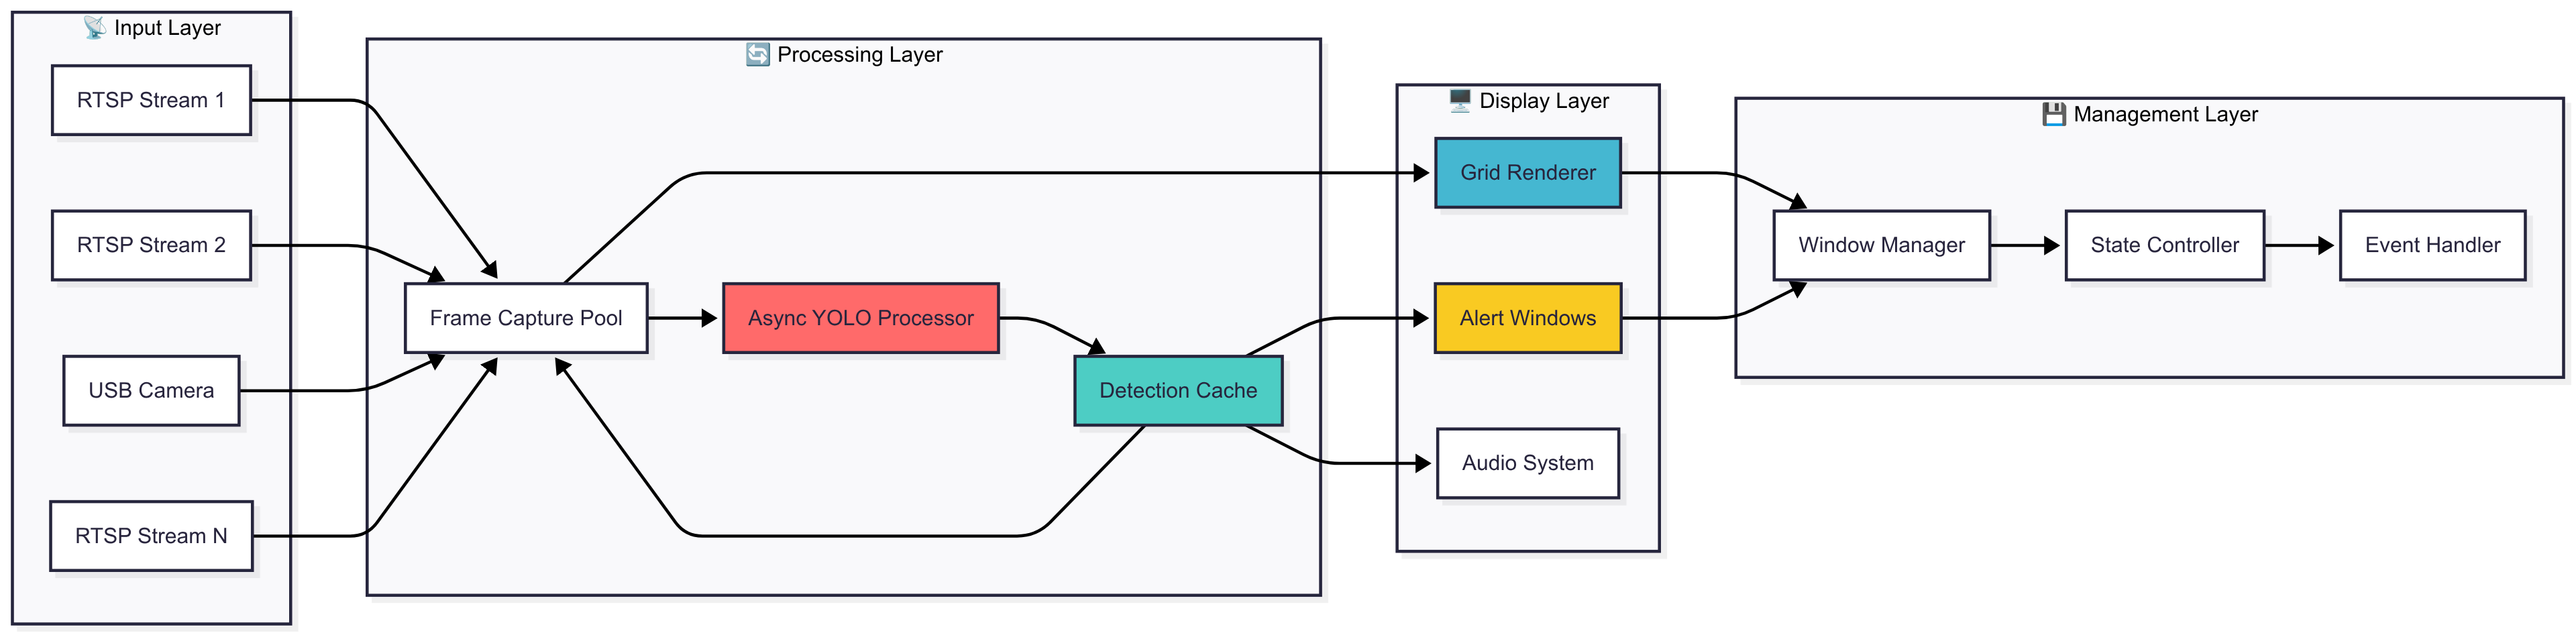 📡 Input Layer
RTSP Stream 1
RTSP Stream 2
USB Camera
RTSP Stream N
🔄 Processing Layer
Frame Capture Pool
Async YOLO Processor
Detection Cache
🖥️ Display Layer
Grid Renderer
Alert Windows
Audio System
💾 Management Layer
Window Manager
State Controller
Event Handler